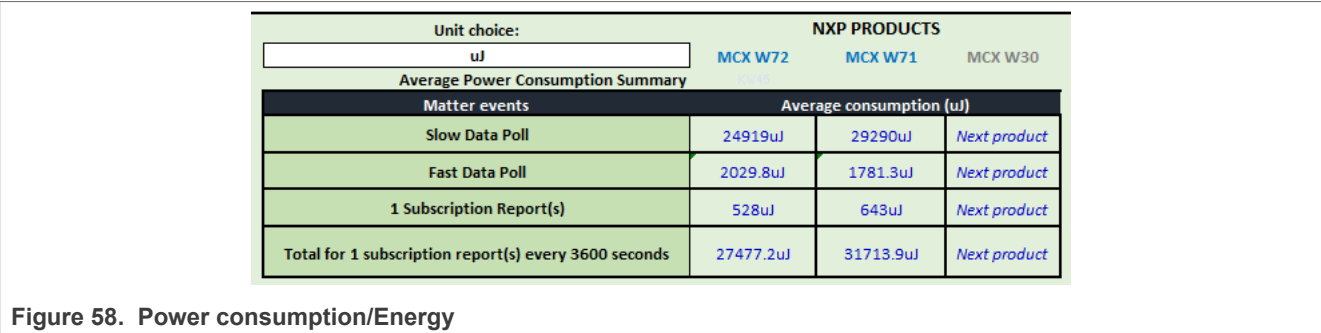 Unit choice: NXP PRODUCTS
uJ MCX W72 MCX W71 MCX W30
Average Power Consumption Summary KW45
Matter events Average consumption (uJ)
Slow Data Poll 24919uJ 29290uJ Next product
Fast Data Poll 2029.8uJ 1781.3uJ Next product
1 Subscription Report(s) 528uJ 643uJ Next product
Total for 1 subscription report(s) every 3600 seconds 27477.2uJ 31713.9uJ Next product
Figure 58. Power consumption/Energy